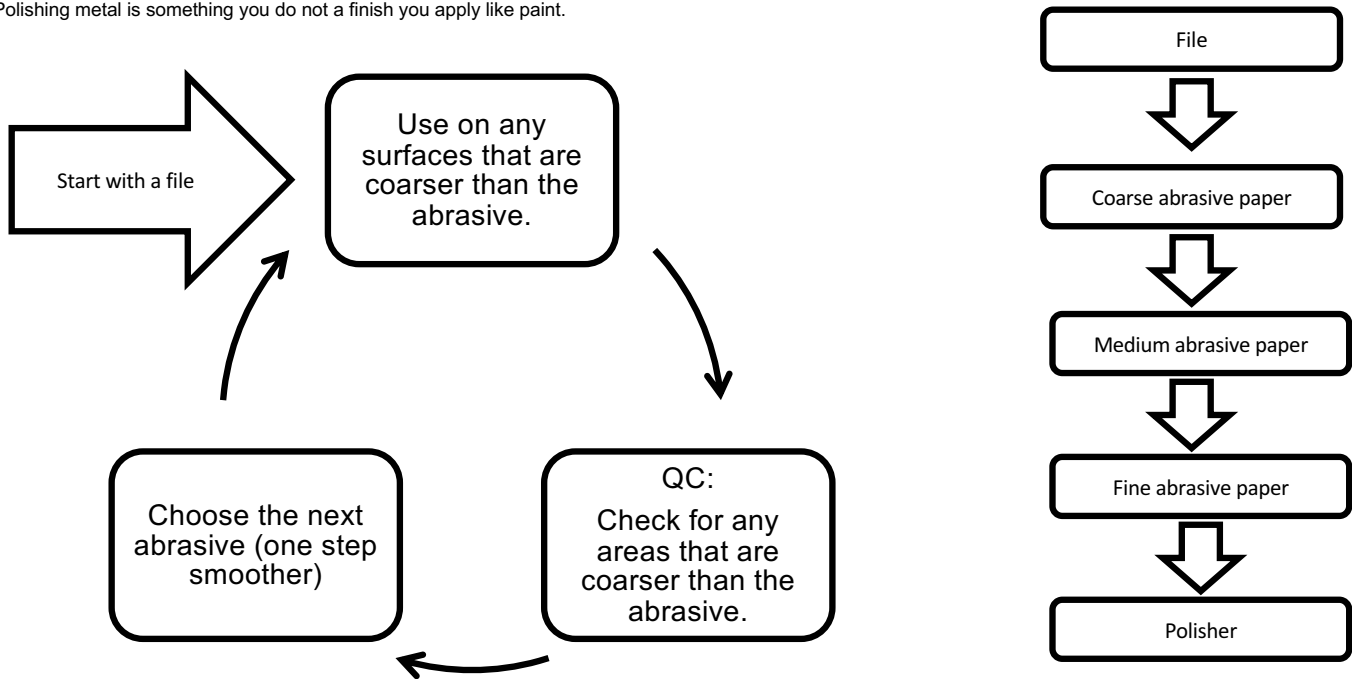 Polishing metal is something you do not a finish you apply like paint.
Start with a file
Use on any
surfaces that are
coarser than the
abrasive.
QC:
Check for any
areas that are
coarser than the
abrasive.
Choose the next
abrasive (one step
smoother)
File
Coarse abrasive paper
Medium abrasive paper
Fine abrasive paper
Polisher